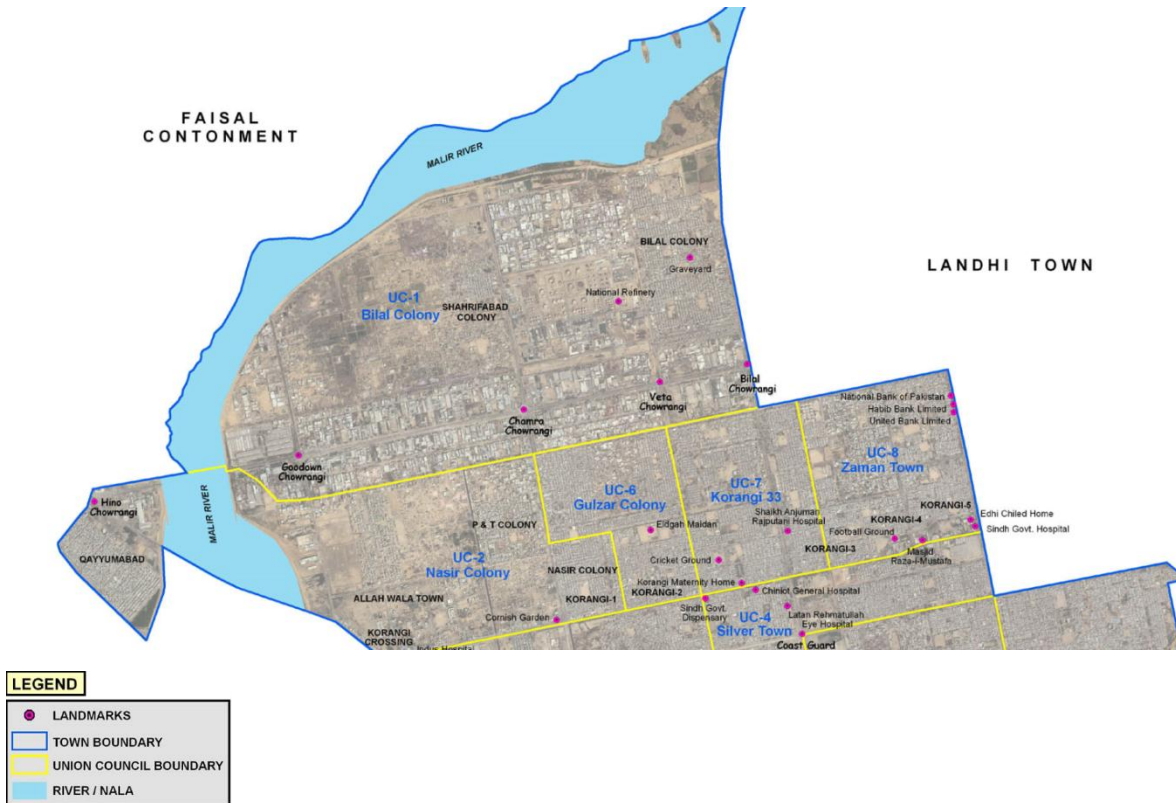 FAISAL
CONTONMENT
MALIR RIVER
BILAL COLONY
Graveyard
LANDHI TOWN
National Refinery
UC-1
Bilal Colony
SHAHRIFABAD
COLONY
Bilal
Chowrangi
Veta
Chowrangi
Chamra
Chowrangi
National Bank of Pakistan
Habib Bank Limited
United Bank Limited
Goodown
Chowrangi
UC-8
Zaman Town
UC-6
Gulzar Colony
UC-7
Korangi 33
Hino
Chowrangi
MALIR RIVER
KORANGI-5
Edhi Chiled Home
Sindh Govt. Hospital
P & T COLONY
Eidgah Maidan
Shaikh Anjuman
Rajputani Hospital
KORANGI-4
Football Ground
Masjid
Raza-i-Mustafa
KORANGI-3
QAYYUMABAD
UC-2
Nasir Colony
NASIR COLONY
Cricket Ground
Korangi Maternity Home
KORANGI-2
Chiniot General Hospital
ALLAH WALA TOWN
KORANGI-1
Sindh Govt.
Dispensary
Latan Rehmatullah
Eye Hospital
UC-4
Silver Town
Cornish Garden
KORANGI
CROSSING
Coast Guard
Indus Hospital
LEGEND
LANDMARKS
TOWN BOUNDARY
UNION COUNCIL BOUNDARY
RIVER / NALA